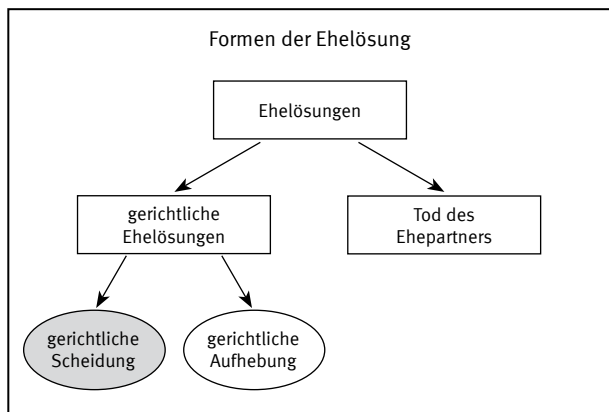 Formen der Ehelösung
Ehelösungen
gerichtliche
Ehelösungen
Tod des
Ehepartners
gerichtliche
Scheidung
gerichtliche
Aufhebung